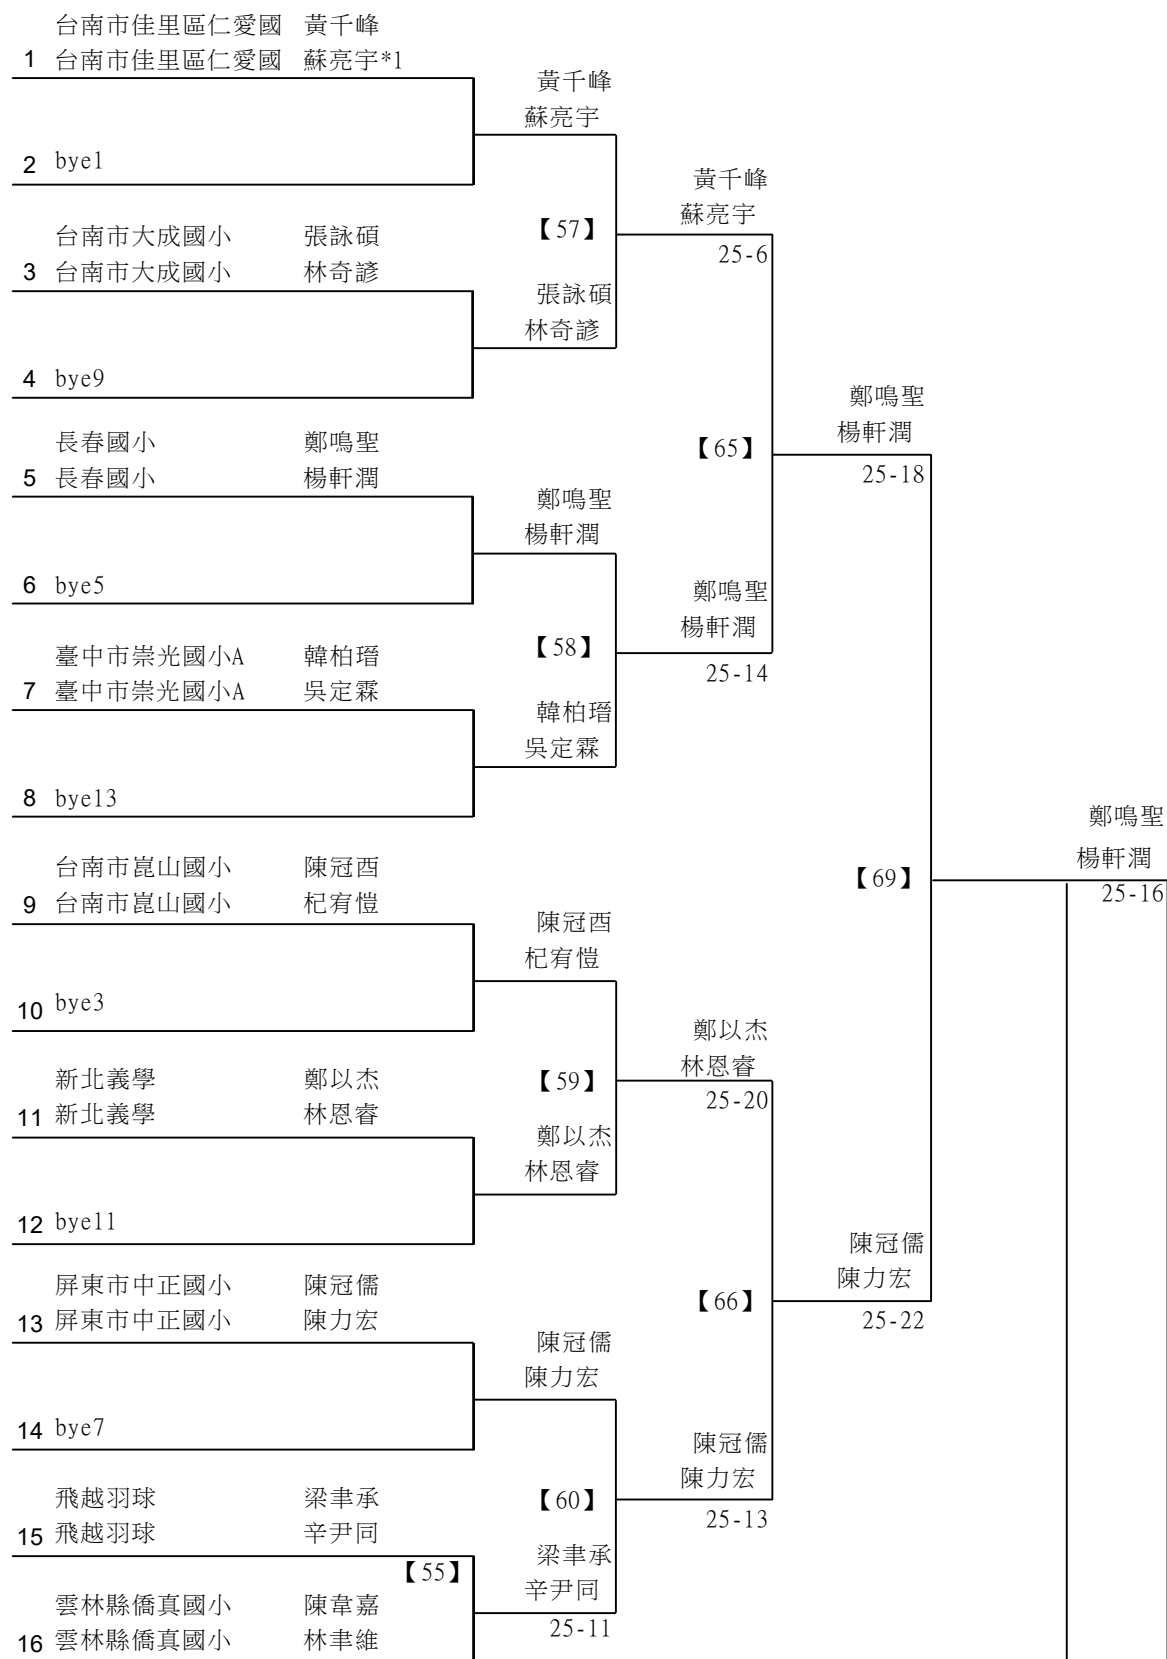 台南市佳里區仁愛國 黃千峰
1 台南市佳里區仁愛國 蘇亮宇*1
黃千峰
蘇亮宇
2 bye1
黃千峰
蘇亮宇
【57】
25-6
台南市大成國小 張詠碩
3 台南市大成國小 林奇諺
張詠碩
林奇諺
4 bye9
鄭鳴聖
楊軒潤
【65】
25-18
長春國小 鄭鳴聖
5 長春國小 楊軒潤
鄭鳴聖
楊軒潤
6 bye5
鄭鳴聖
楊軒潤
【58】
25-14
臺中市崇光國小A 韓柏瑨
7 臺中市崇光國小A 吳定霖
韓柏瑨
吳定霖
8 bye13
鄭鳴聖
楊軒潤
【69】
25-16
台南市崑山國小 陳冠酉
9 台南市崑山國小 杞宥愷
陳冠酉
杞宥愷
10 bye3
鄭以杰
林恩睿
【59】
25-20
新北義學 鄭以杰
11 新北義學 林恩睿
鄭以杰
林恩睿
12 bye11
陳冠儒
陳力宏
【66】
25-22
屏東市中正國小 陳冠儒
13 屏東市中正國小 陳力宏
陳冠儒
陳力宏
14 bye7
陳冠儒
陳力宏
【60】
25-13
飛越羽球 梁聿承
15 飛越羽球 辛尹同
【55】
梁聿承
辛尹同
25-11
雲林縣僑真國小 陳韋嘉
16 雲林縣僑真國小 林聿維